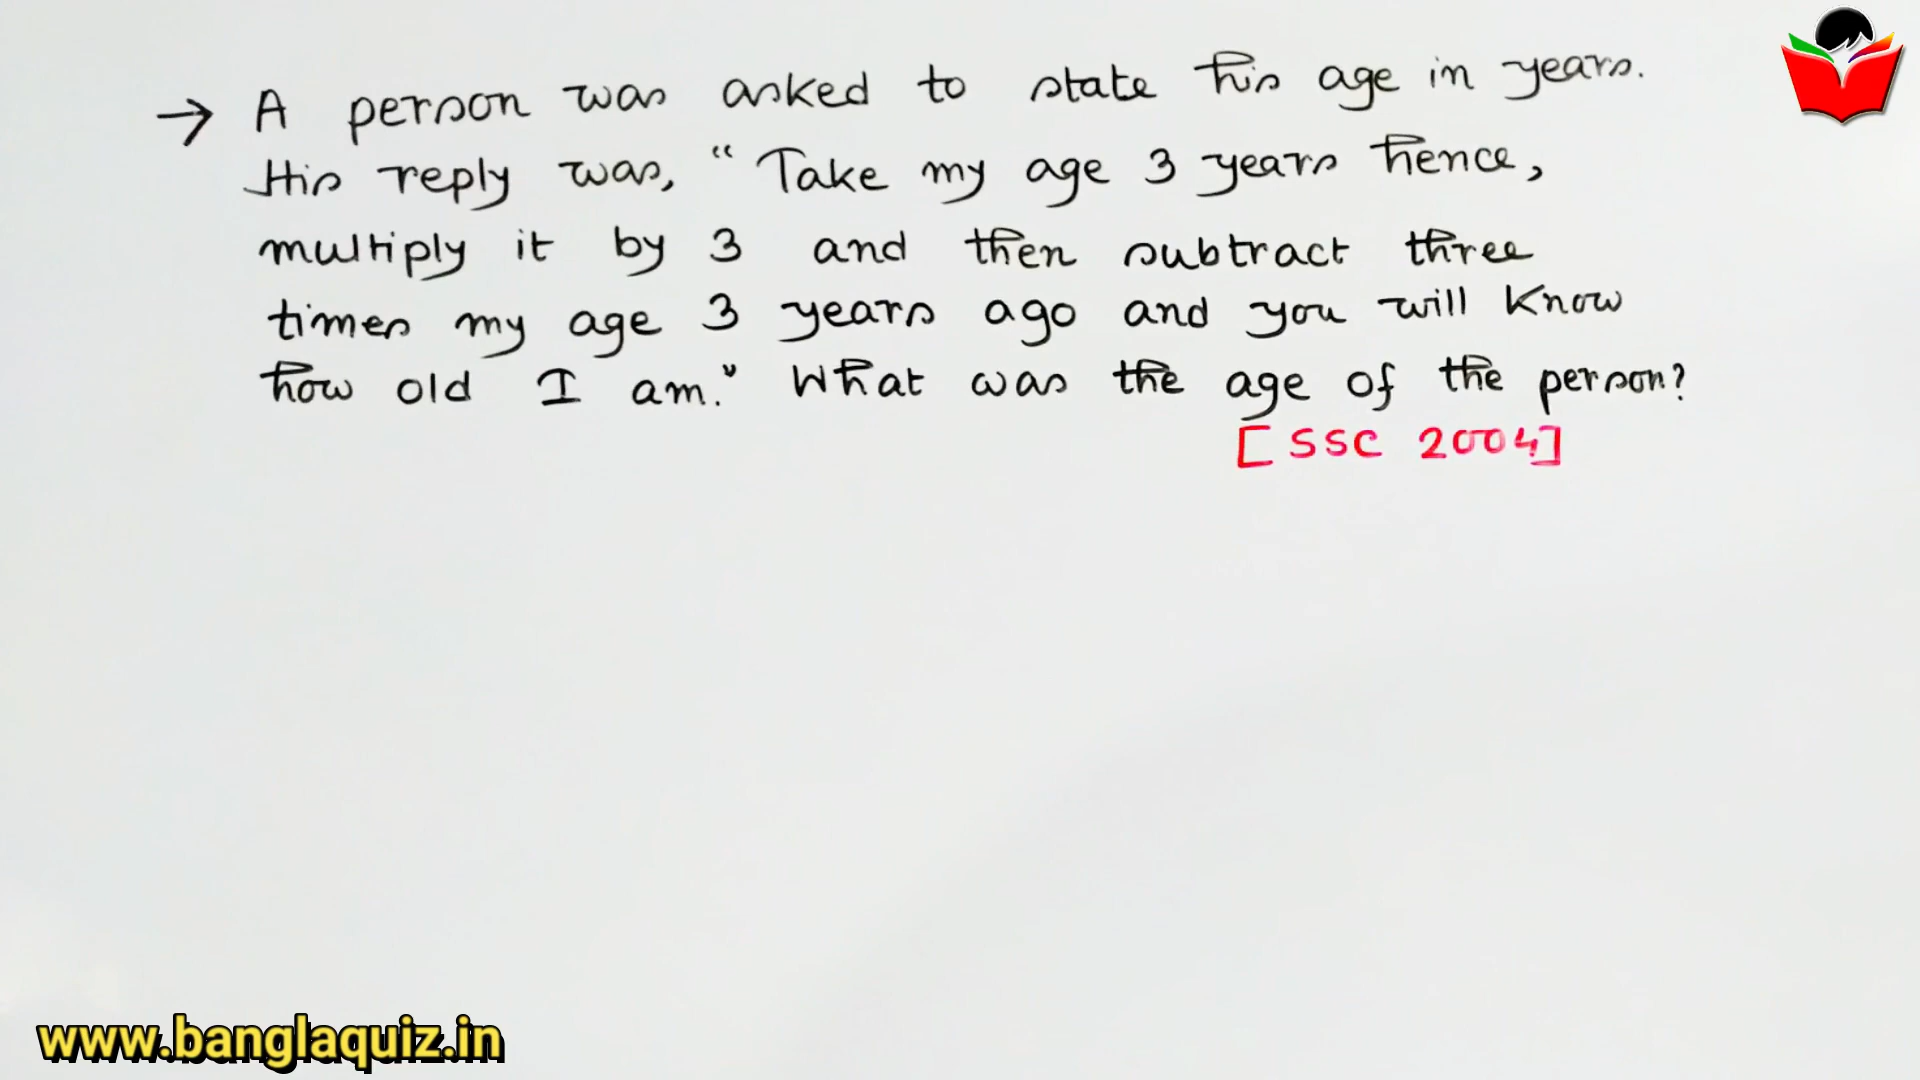 → A person was asked to state his age in years.
His reply was, "Take my age 3 years hence,
multiply it by 3 and then subtract three
times my age 3 years ago and you will know
how old I am." What was the age of the person?
[SSC 2004]
www.banglaquiz.in